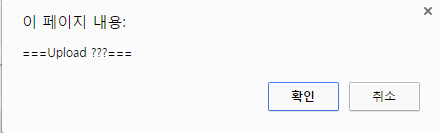 이 페이지 내용:
===Upload ???===
확인
취소